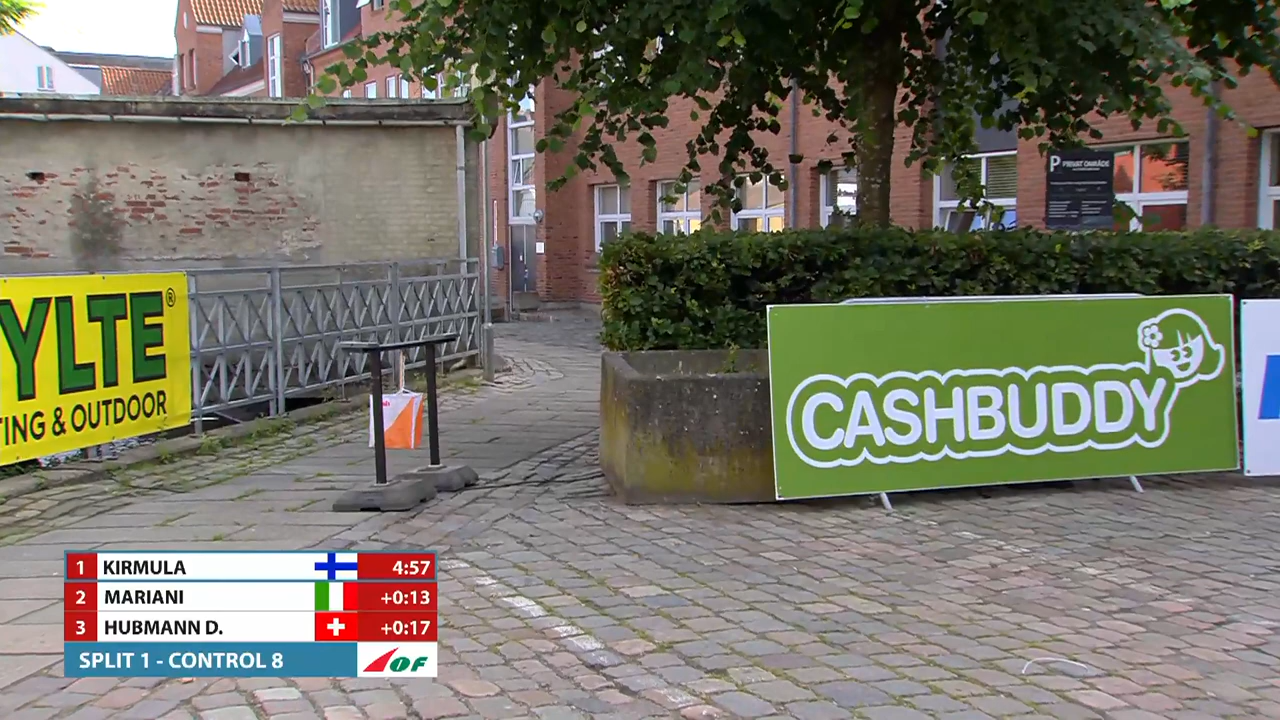 P PRIVAT OMRÅDE
YLTE®
TING & OUTDOOR
CASHBUDDY
1 KIRMULA 4:57
2 MARIANI +0:13
3 HUBMANN D. +0:17
SPLIT 1 - CONTROL 8
OF